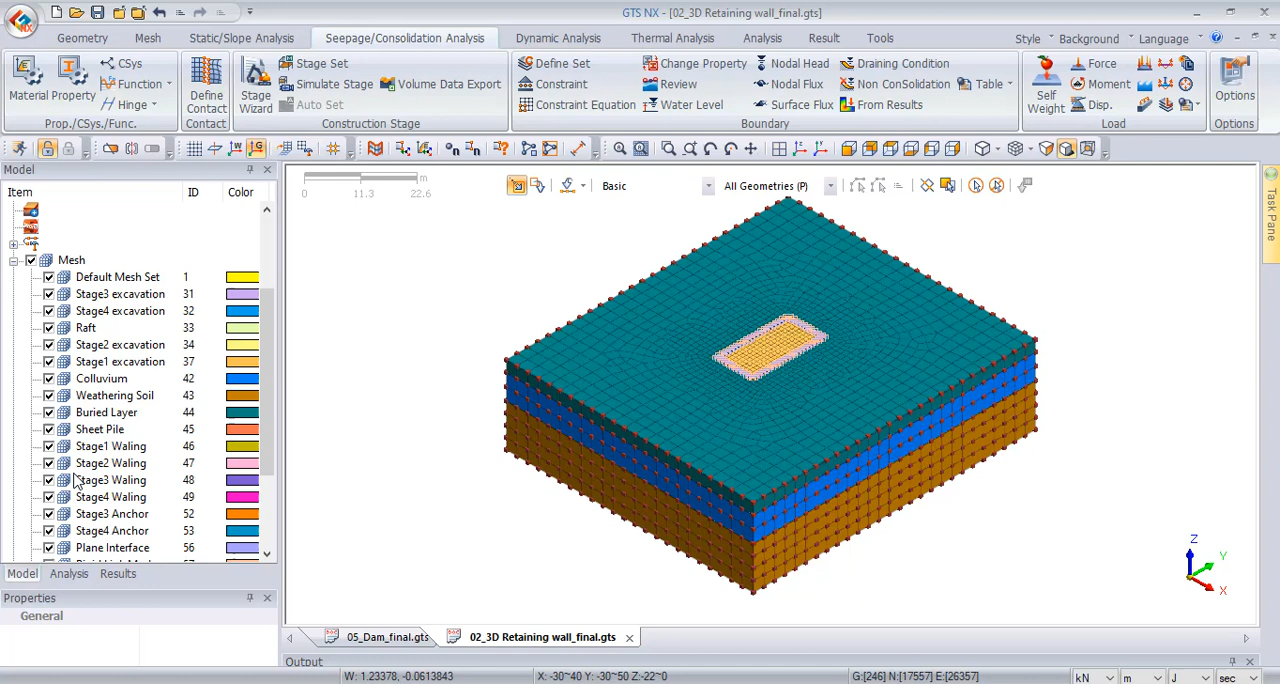 GTS NX - [02_3D Retaining wall_final.gts]
Geometry Mesh Static/Slope Analysis Seepage/Consolidation Analysis Dynamic Analysis Thermal Analysis Analysis Result Tools Style Background Language
CSys Stage Set Define Set Change Property Nodal Head Draining Condition Force
Function Simulate Stage Volume Data Export Constraint Review Nodal Flux Non Consolidation Table Moment
Material Property Hinge Define Contact Stage Wizard Auto Set Constraint Equation Water Level Surface Flux From Results Self Weight Disp. Options
Prop./CSys./Func. Contact Construction Stage Boundary Load Options
Model
Item ID Color
Mesh
Default Mesh Set 1
Stage3 excavation 31
Stage4 excavation 32
Raft 33
Stage2 excavation 34
Stage1 excavation 37
Colluvium 42
Weathering Soil 43
Buried Layer 44
Sheet Pile 45
Stage1 Waling 46
Stage2 Waling 47
Stage3 Waling 48
Stage4 Waling 49
Stage3 Anchor 52
Stage4 Anchor 53
Plane Interface 56
Model Analysis Results
Properties
General
m
0 11.3 22.6
Basic All Geometries (P)
Task Pane
Z
Y
X
05_Dam_final.gts 02_3D Retaining wall_final.gts
Output
W: 1.23378, -0.0613843 X: -30~40 Y: -30~50 Z:-22~0 G:[246] N:[17557] E:[26357] kN m J sec